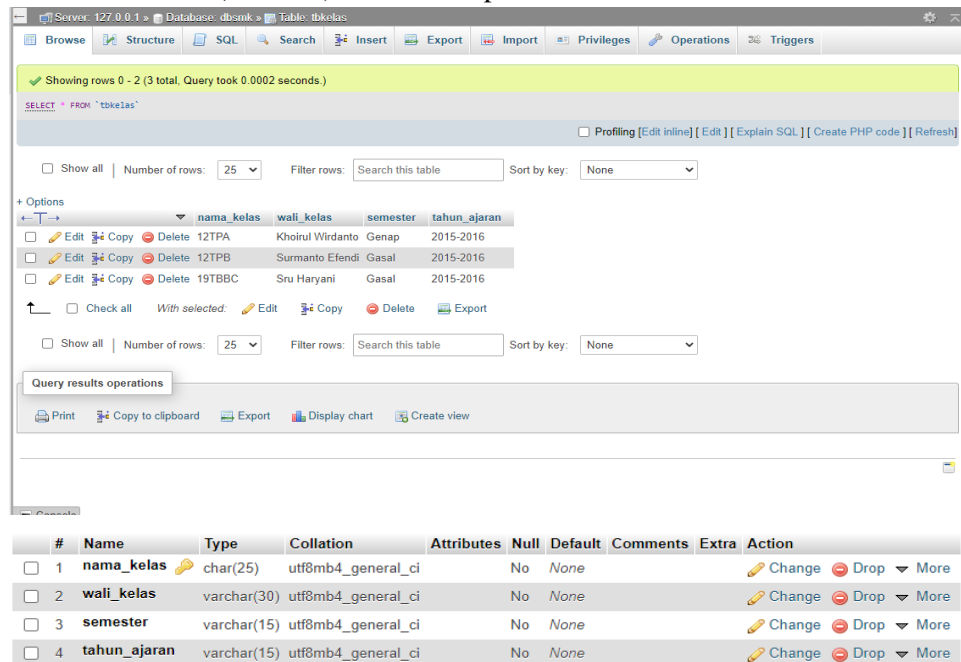 Server: 127.0.0.1 » Database: dbsmk » Table: tbkelas
Browse Structure SQL Search Insert Export Import Privileges Operations Triggers
Showing rows 0 - 2 (3 total, Query took 0.0002 seconds.)
SELECT * FROM `tbkelas`
Profiling [Edit inline] [ Edit ] [ Explain SQL ] [ Create PHP code ] [ Refresh]
Show all | Number of rows: 25 Filter rows: Search this table Sort by key: None
+ Options
←T→ nama_kelas wali_kelas semester tahun_ajaran
Edit Copy Delete 12TPA Khoirul Wirdanto Genap 2015-2016
Edit Copy Delete 12TPB Surmanto Efendi Gasal 2015-2016
Edit Copy Delete 19TBBC Sru Haryani Gasal 2015-2016
Check all With selected: Edit Copy Delete Export
Show all | Number of rows: 25 Filter rows: Search this table Sort by key: None
Query results operations
Print Copy to clipboard Export Display chart Create view
Console
# Name Type Collation Attributes Null Default Comments Extra Action
1 nama_kelas char(25) utf8mb4_general_ci No None Change Drop More
2 wali_kelas varchar(30) utf8mb4_general_ci No None Change Drop More
3 semester varchar(15) utf8mb4_general_ci No None Change Drop More
4 tahun_ajaran varchar(15) utf8mb4_general_ci No None Change Drop More